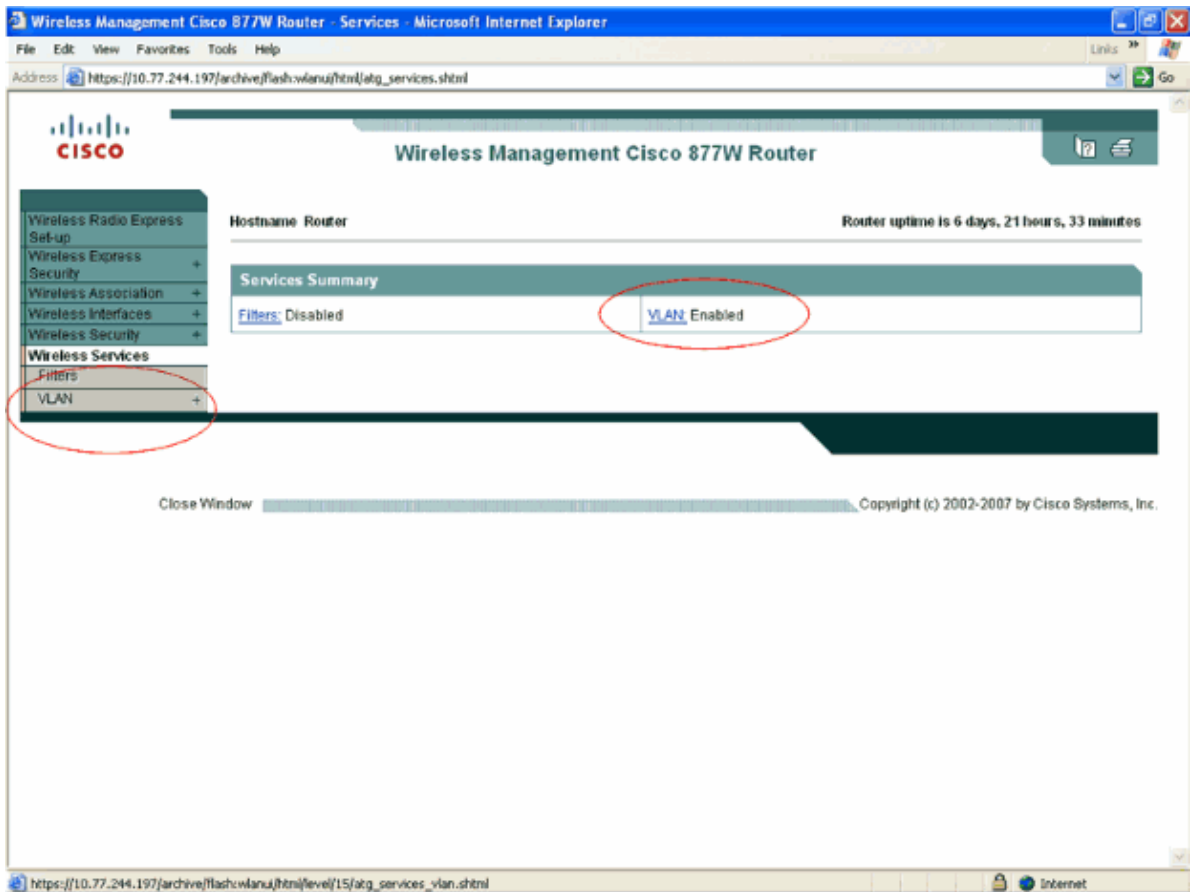 Wireless Management Cisco 877W Router - Services - Microsoft Internet Explorer
File Edit View Favorites Tools Help Links »
Address https://10.77.244.197/archive/flash:wlanui/html/atg_services.shtml Go
CISCO
Wireless Management Cisco 877W Router
Wireless Radio Express
Set-up
Wireless Express
Security +
Wireless Association +
Wireless Interfaces +
Wireless Security +
Wireless Services
Filters
VLAN +
Hostname Router Router uptime is 6 days, 21 hours, 33 minutes
Services Summary
Filters: Disabled VLAN: Enabled
Close Window Copyright (c) 2002-2007 by Cisco Systems, Inc.
https://10.77.244.197/archive/flash:wlanui/html/level/15/atg_services_vlan.shtml Internet